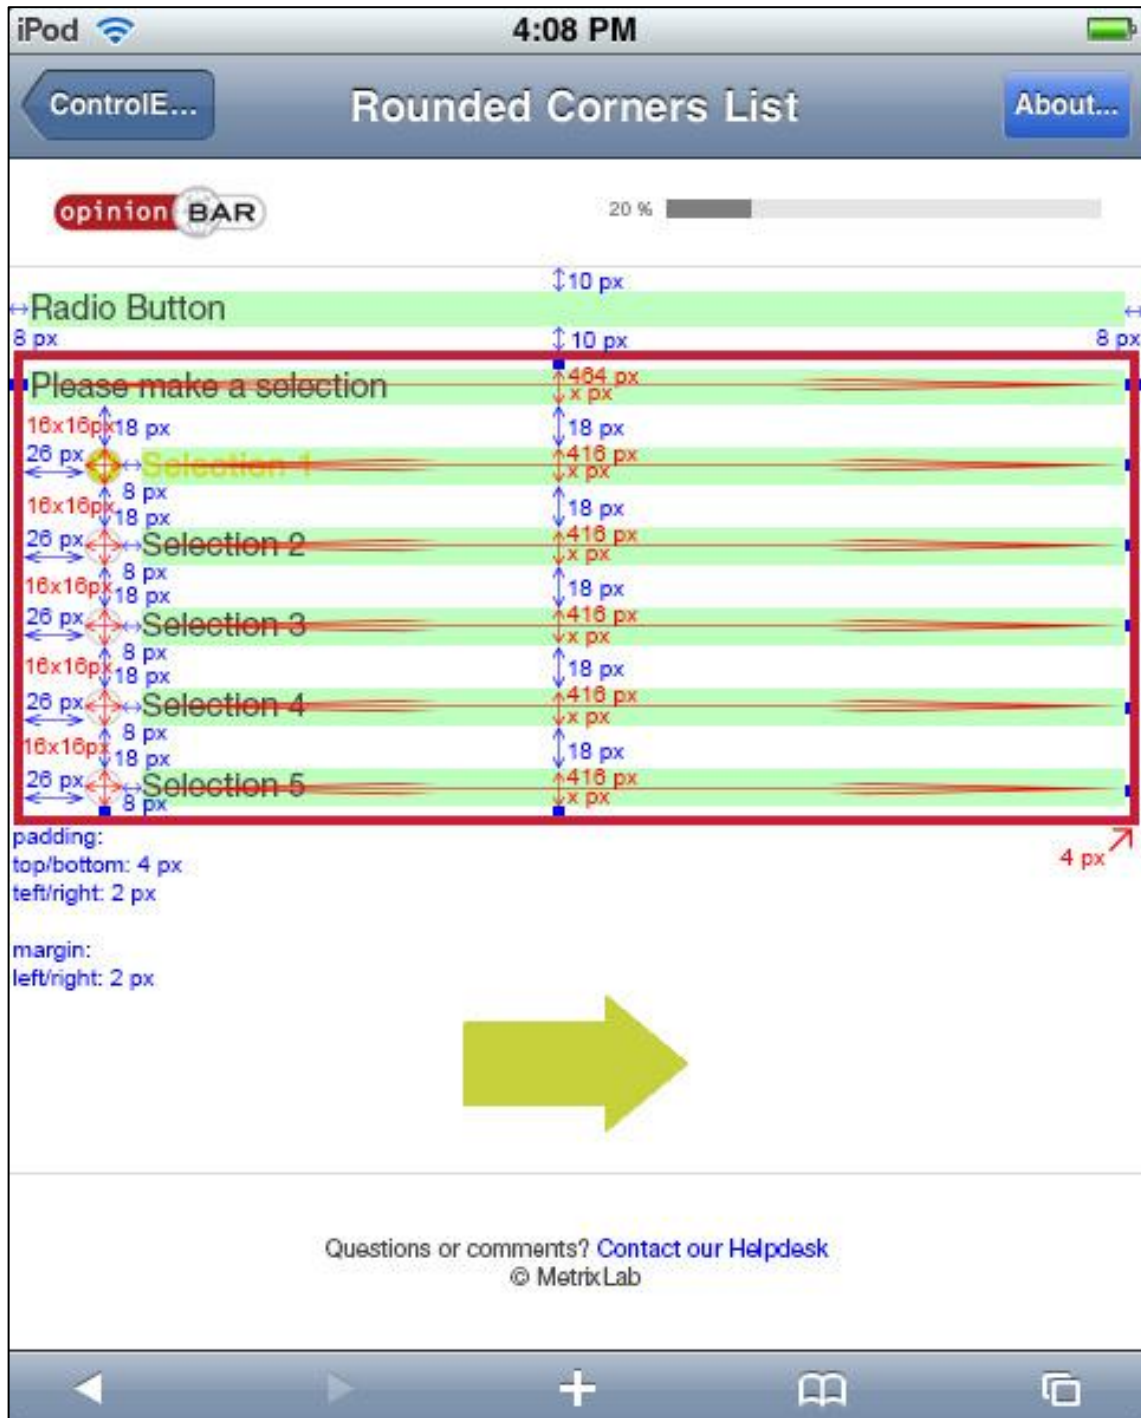 iPod 4:08 PM
ControlE... Rounded Corners List About...
opinion BAR 20 %
10 px
Radio Button
8 px 10 px 8 px
Please make a selection 464 px
x px
16x16px 18 px 18 px
26 px Selection 1 416 px
x px
8 px
16x16px 18 px 18 px
26 px Selection 2 416 px
x px
8 px
16x16px 18 px 18 px
26 px Selection 3 416 px
x px
8 px
16x16px 18 px 18 px
26 px Selection 4 416 px
x px
8 px
16x16px 18 px 18 px
26 px Selection 5 416 px
x px
8 px
padding:
top/bottom: 4 px 4 px
teft/right: 2 px
margin:
left/right: 2 px
Questions or comments? Contact our Helpdesk
© MetrixLab